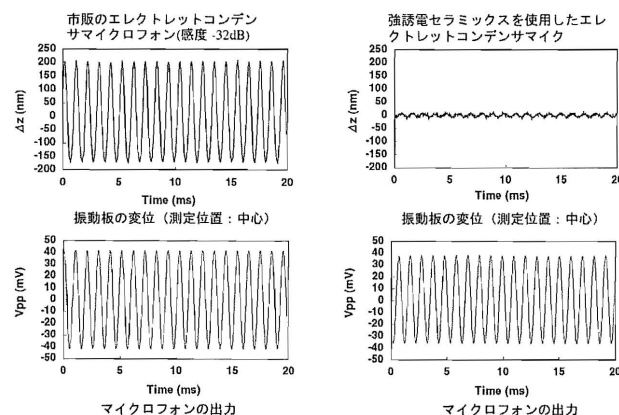 市販のエレクトレットコンデン
サマイクロフォン(感度 -32dB)
250
200
150
100
50
0
-50
-100
-150
-200
Δz (nm)
0 5 10 15 20
Time (ms)
振動板の変位（測定位置：中心）
50
40
30
20
10
0
-10
-20
-30
-40
-50
Vpp (mV)
0 5 10 15 20
Time (ms)
マイクロフォンの出力
強誘電セラミックスを使用したエレ
クトレットコンデンサマイク
250
200
150
100
50
0
-50
-100
-150
-200
Δz (nm)
0 5 10 15 20
Time (ms)
振動板の変位（測定位置：中心）
50
40
30
20
10
0
-10
-20
-30
-40
-50
Vpp (mV)
0 5 10 15 20
Time (ms)
マイクロフォンの出力